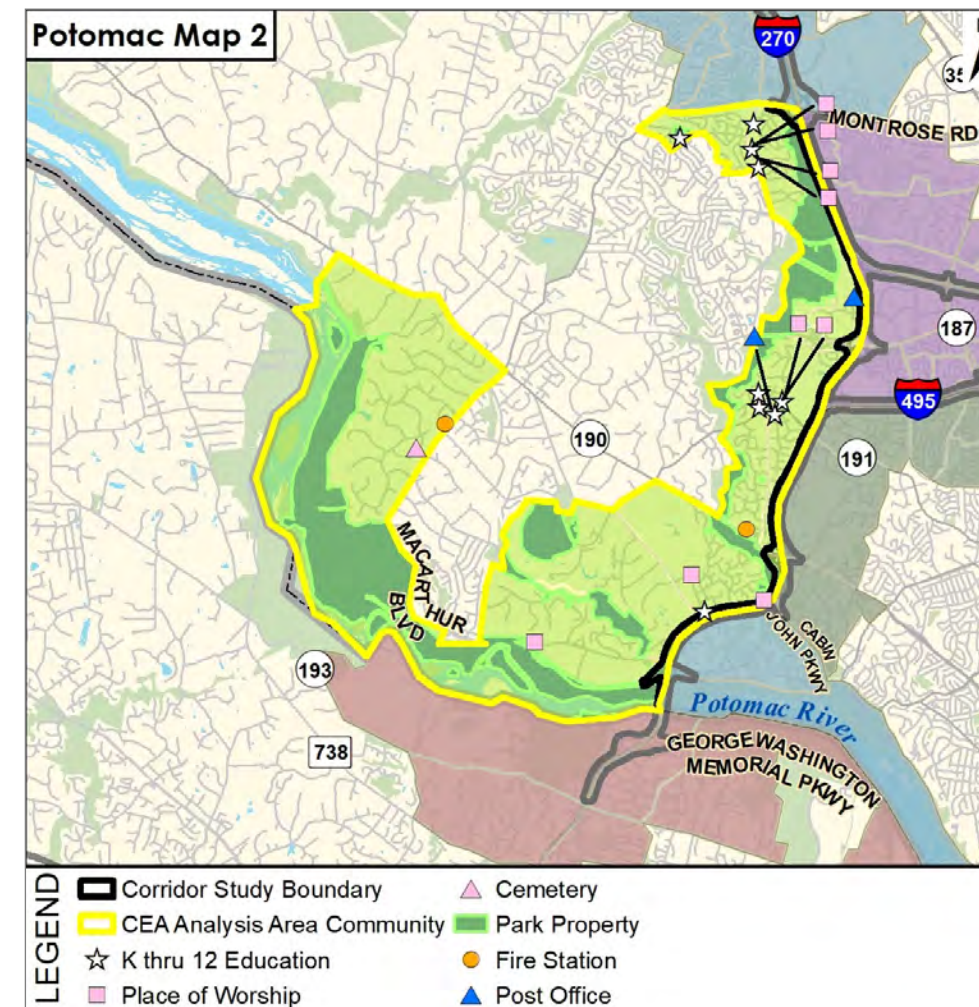 Potomac Map 2
270
35
MONTROSE RD
187
495
190
191
MACARTHUR
BLVD
CABIN
JOHN PKWY
193
Potomac River
738
GEORGE WASHINGTON
MEMORIAL PKWY
LEGEND
Corridor Study Boundary
Cemetery
CEA Analysis Area Community
Park Property
K thru 12 Education
Fire Station
Place of Worship
Post Office